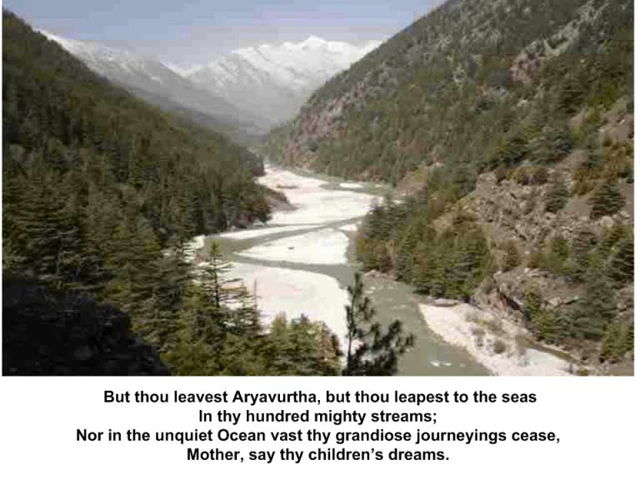 But thou leavest Aryavurtha, but thou leapest to the seas
In thy hundred mighty streams;
Nor in the unquiet Ocean vast thy grandiose journeyings cease,
Mother, say thy children's dreams.